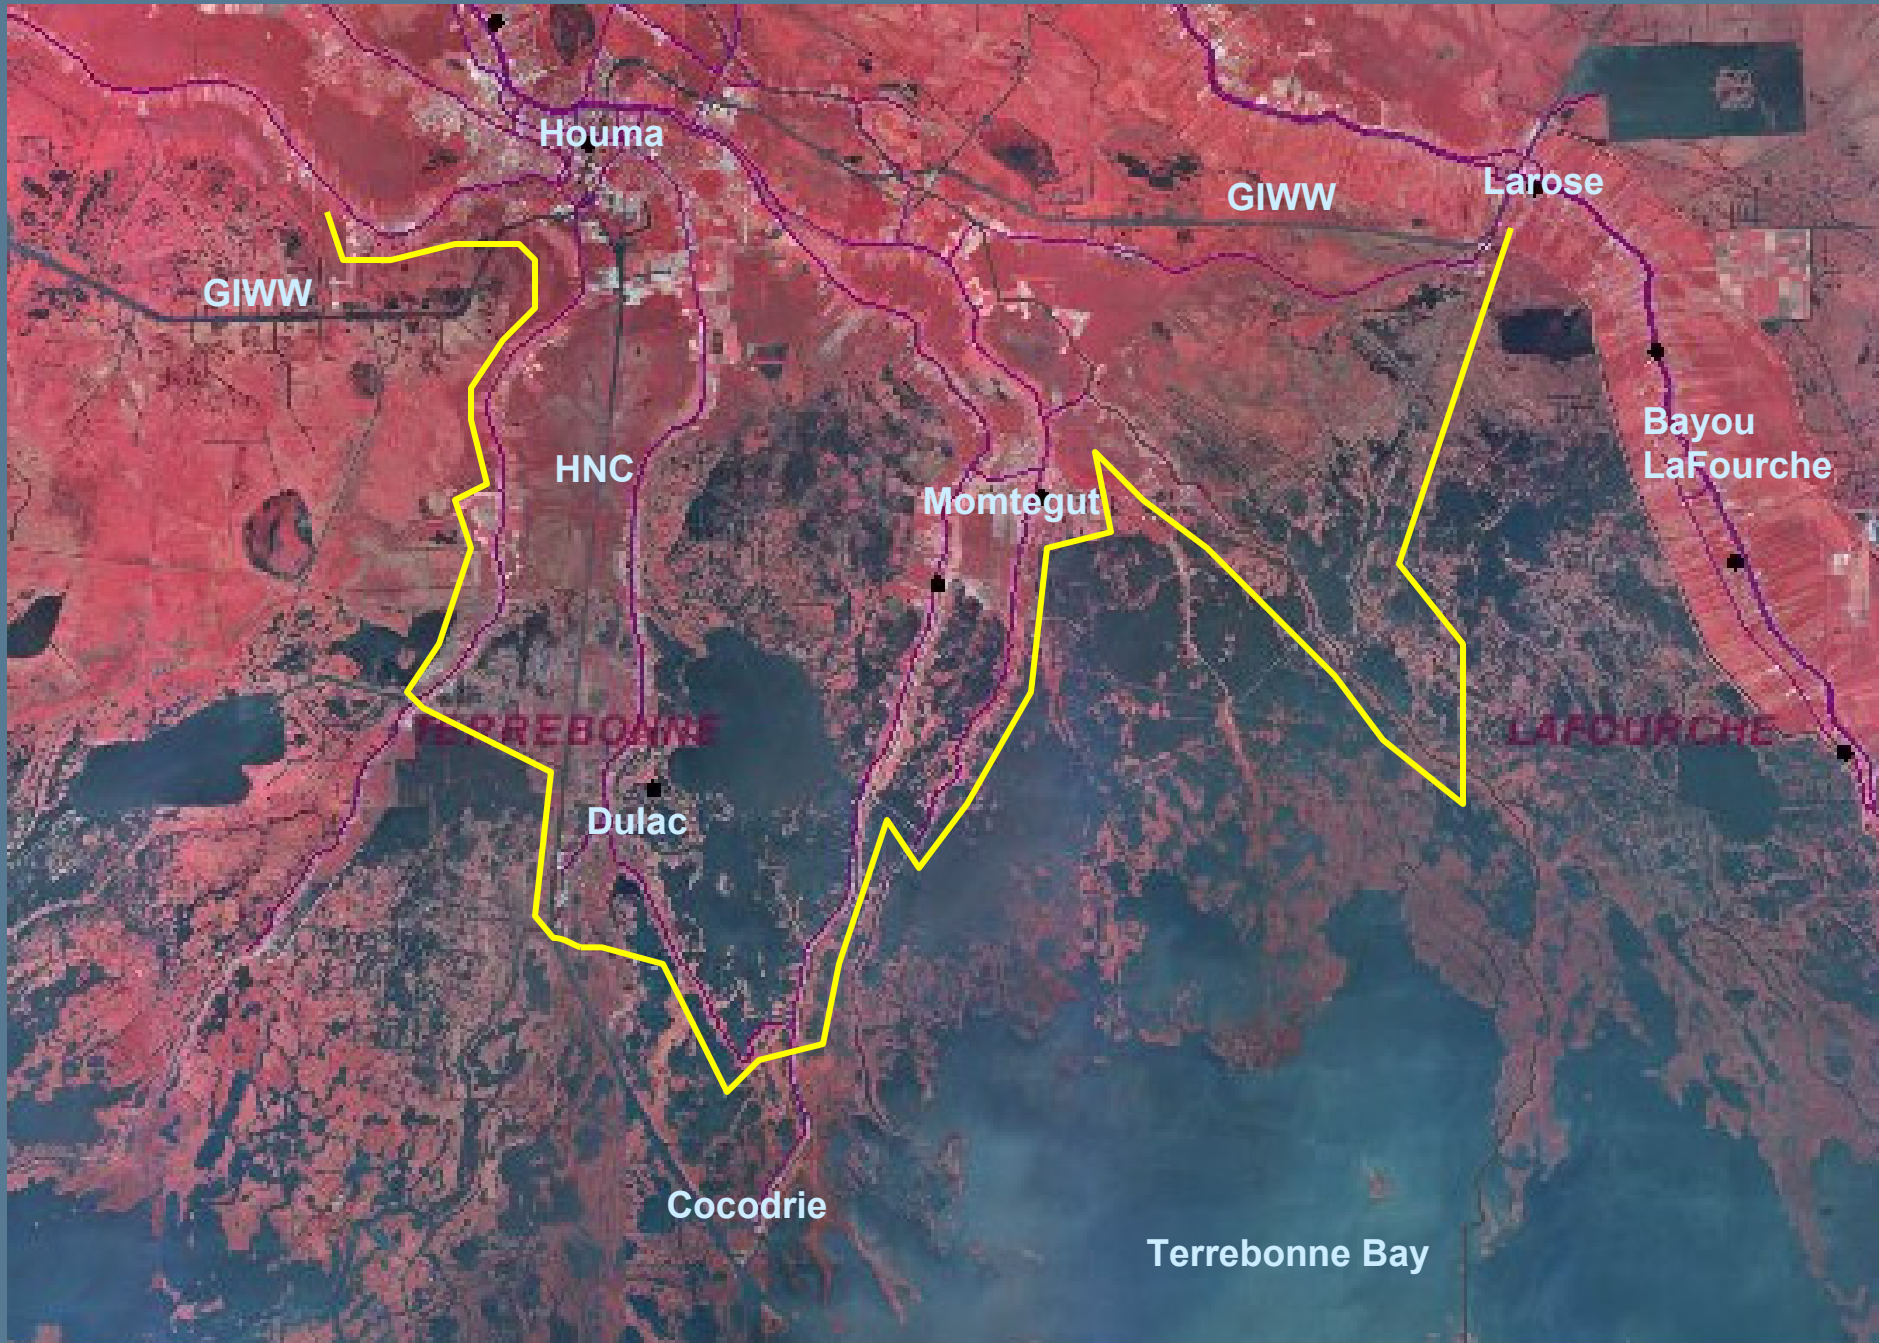 Houma
Larose
GIWW
GIWW
Bayou
LaFourche
HNC
Momtegut
TERREBONNE
LAFOURCHE
Dulac
Cocodrie
Terrebonne Bay